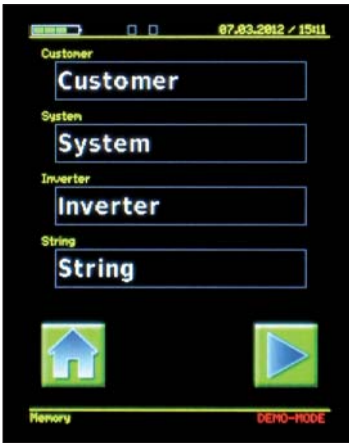 07.03.2012 / 15:11
Customer
Customer
System
System
Inverter
Inverter
String
String
Memory DEMO-MODE